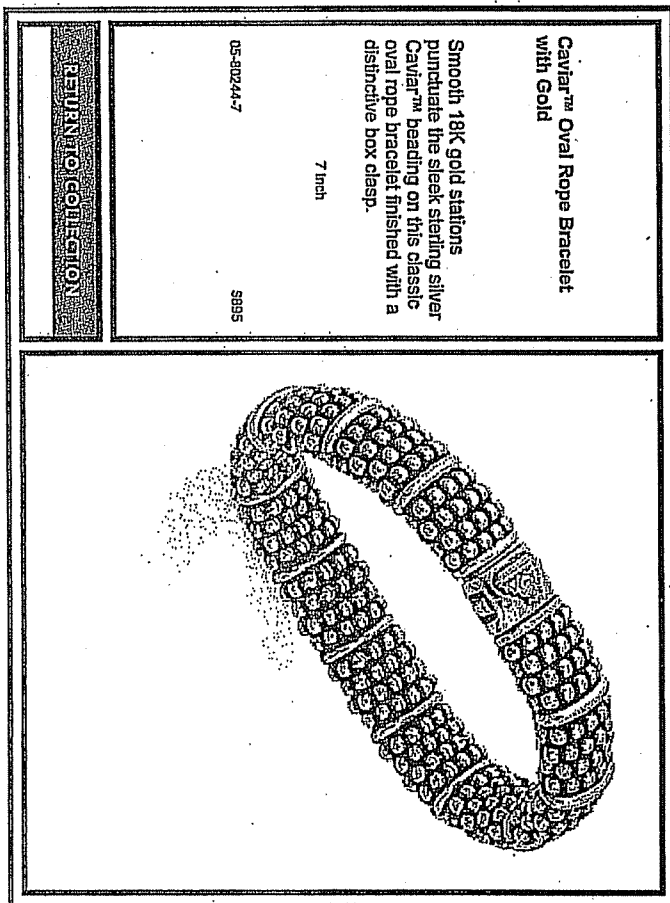 Caviar™ Oval Rope Bracelet
with Gold
Smooth 18K gold stations
punctuate the sleek sterling silver
Caviar™ beading on this classic
oval rope bracelet finished with a
distinctive box clasp.
7 Inch
05-80244-7
$895
RETURN TO COLLECTION